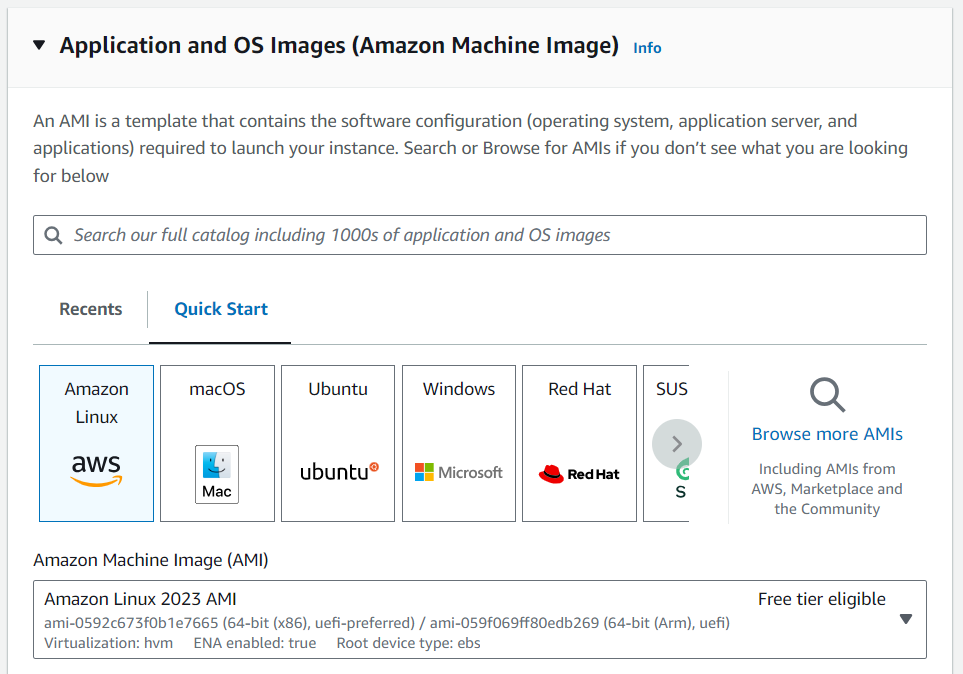 Application and OS Images (Amazon Machine Image) Info
An AMI is a template that contains the software configuration (operating system, application server, and
applications) required to launch your instance. Search or Browse for AMIs if you don’t see what you are looking
for below
Search our full catalog including 1000s of application and OS images
Recents
Quick Start
Amazon
Linux
aws
macOS
Mac
Ubuntu
ubuntu
Windows
Microsoft
Red Hat
Red Hat
SUS
S
Browse more AMIs
Including AMIs from
AWS, Marketplace and
the Community
Amazon Machine Image (AMI)
Amazon Linux 2023 AMI
Free tier eligible
ami-0592c673f0b1e7665 (64-bit (x86), uefi-preferred) / ami-059f069ff80edb269 (64-bit (Arm), uefi)
Virtualization: hvm ENA enabled: true Root device type: ebs